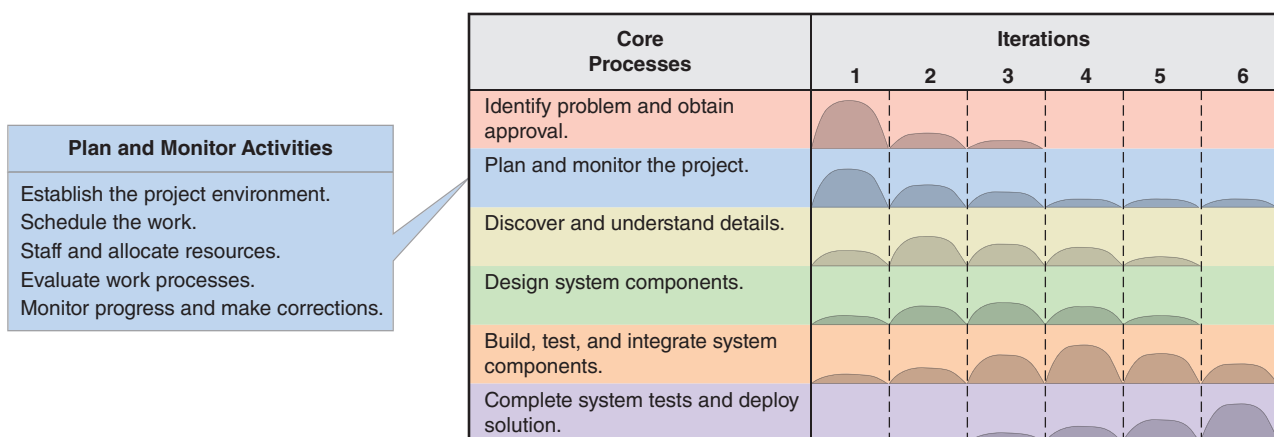 Core
Processes
Iterations
1 2 3 4 5 6
Identify problem and obtain
approval.
Plan and monitor the project.
Discover and understand details.
Design system components.
Build, test, and integrate system
components.
Complete system tests and deploy
solution.
Plan and Monitor Activities
Establish the project environment.
Schedule the work.
Staff and allocate resources.
Evaluate work processes.
Monitor progress and make corrections.